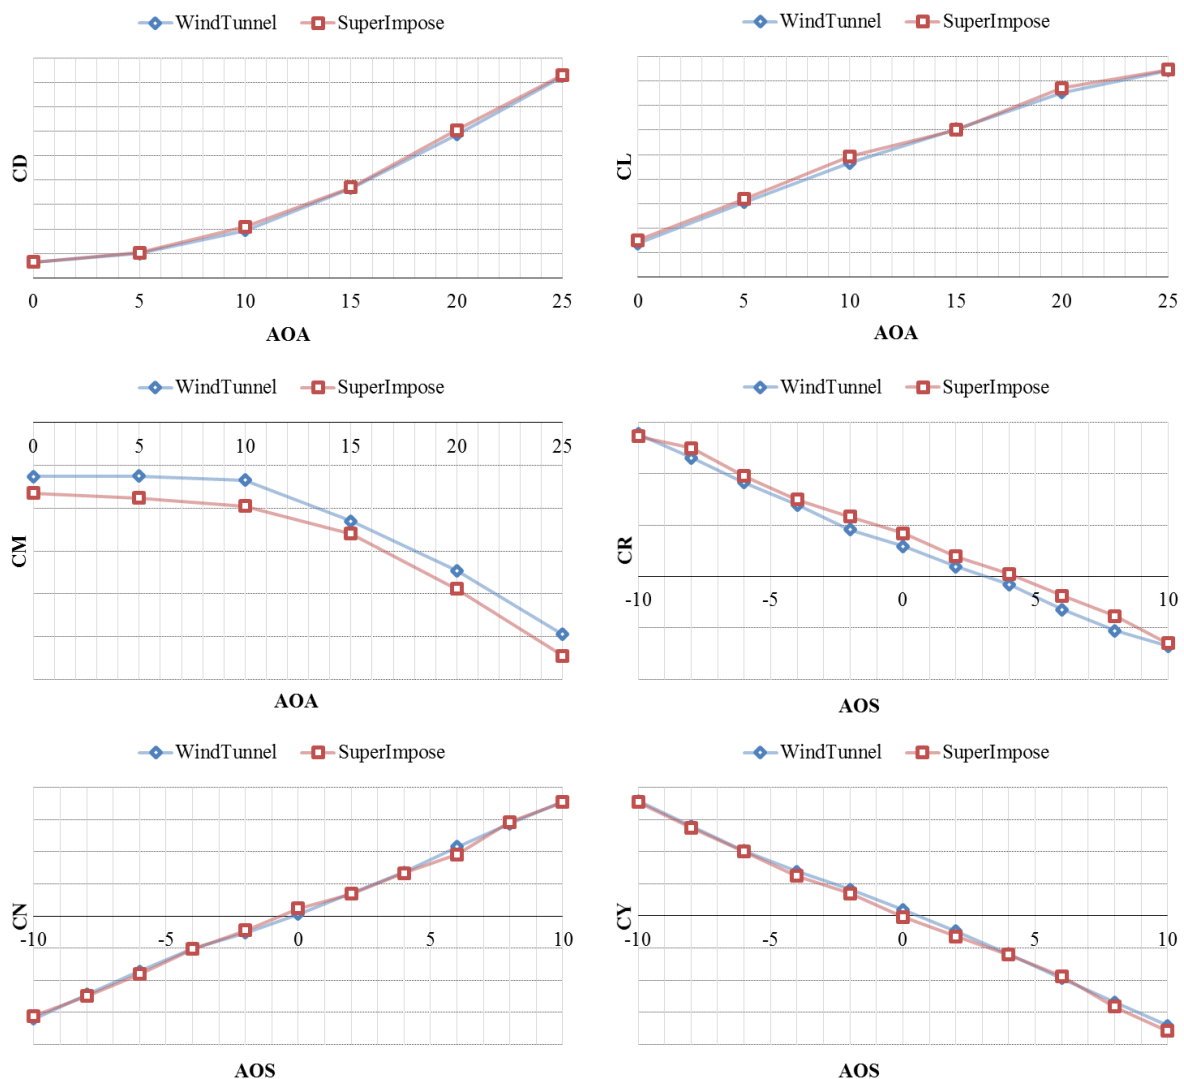 WindTunnel SuperImpose
CD
0 5 10 15 20 25
AOA
WindTunnel SuperImpose
CL
0 5 10 15 20 25
AOA
WindTunnel SuperImpose
0 5 10 15 20 25
CM
AOA
WindTunnel SuperImpose
CR
-10 -5 0 5 10
AOS
WindTunnel SuperImpose
CN
-10 -5 0 5 10
AOS
WindTunnel SuperImpose
CY
-10 -5 0 5 10
AOS